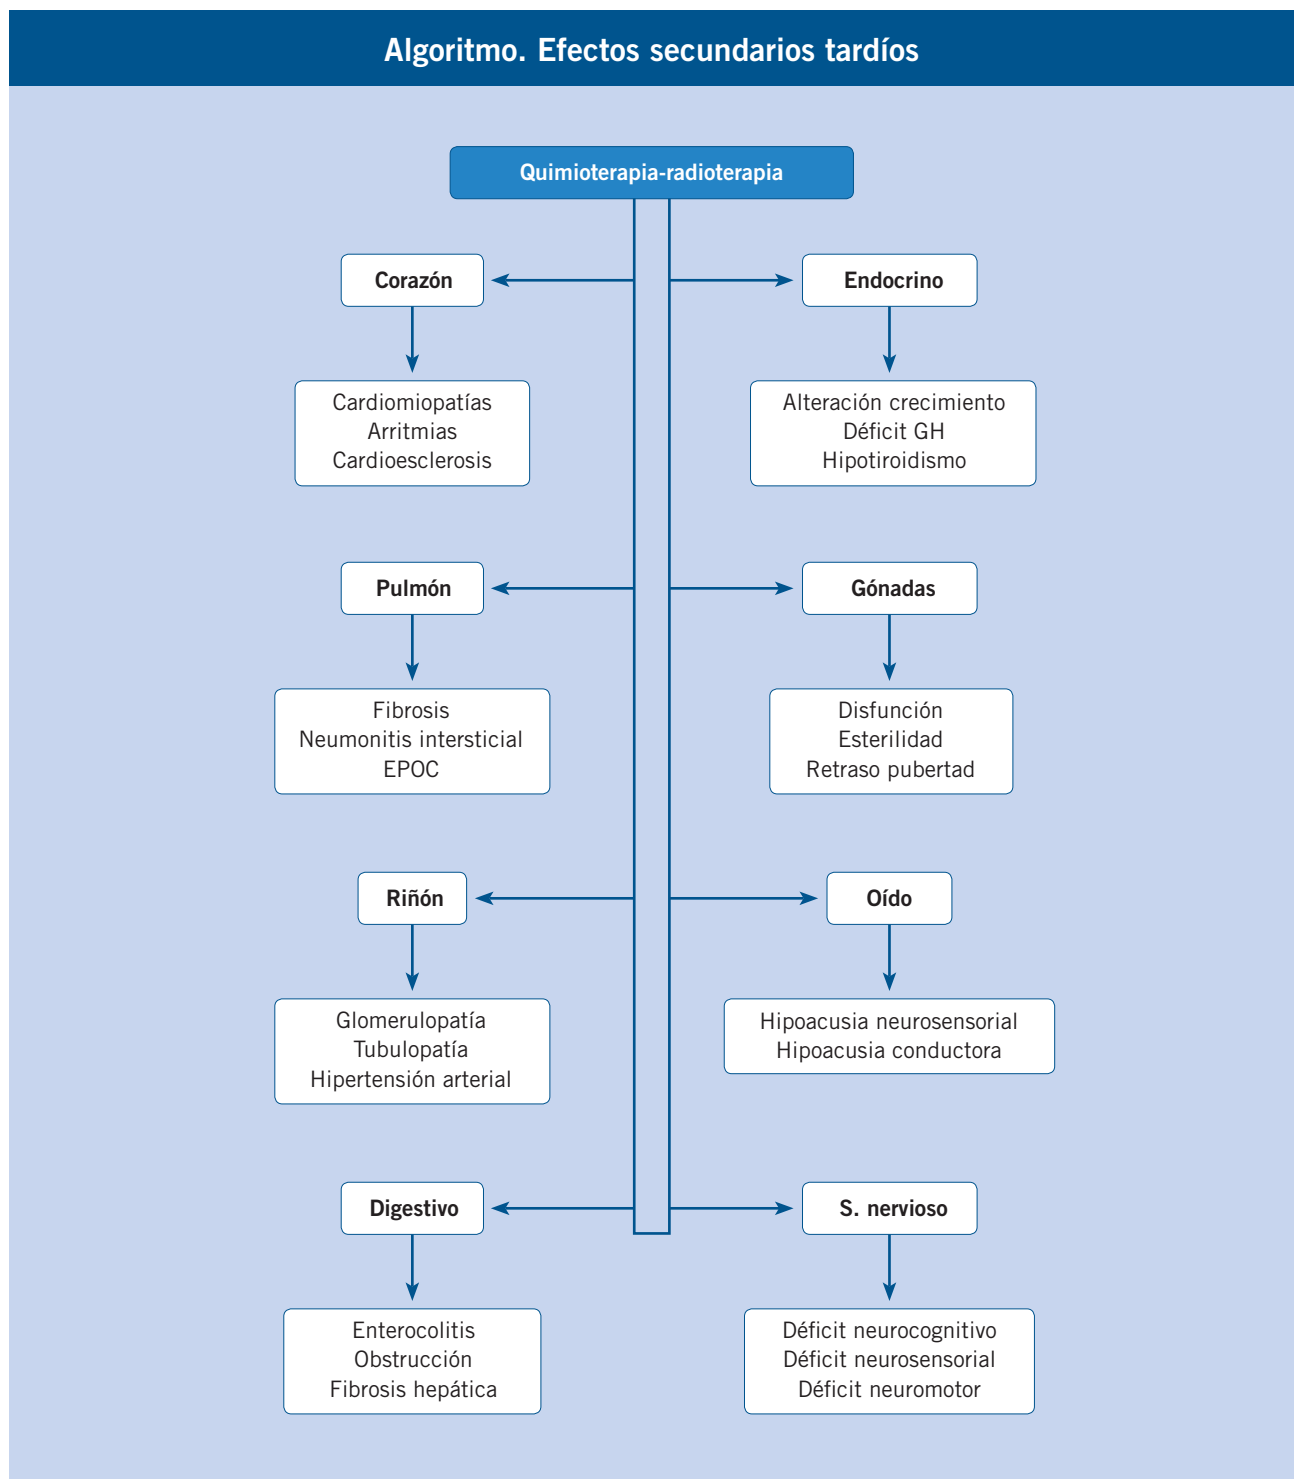 Algoritmo. Efectos secundarios tardíos
Quimioterapia-radioterapia
Corazón
Cardiomiopatías
Arritmias
Cardioesclerosis
Endocrino
Alteración crecimiento
Déficit GH
Hipotiroidismo
Pulmón
Fibrosis
Neumonitis intersticial
EPOC
Gónadas
Disfunción
Esterilidad
Retraso pubertad
Riñón
Glomerulopatía
Tubulopatía
Hipertensión arterial
Oído
Hipoacusia neurosensorial
Hipoacusia conductora
Digestivo
Enterocolitis
Obstrucción
Fibrosis hepática
S. nervioso
Déficit neurocognitivo
Déficit neurosensorial
Déficit neuromotor